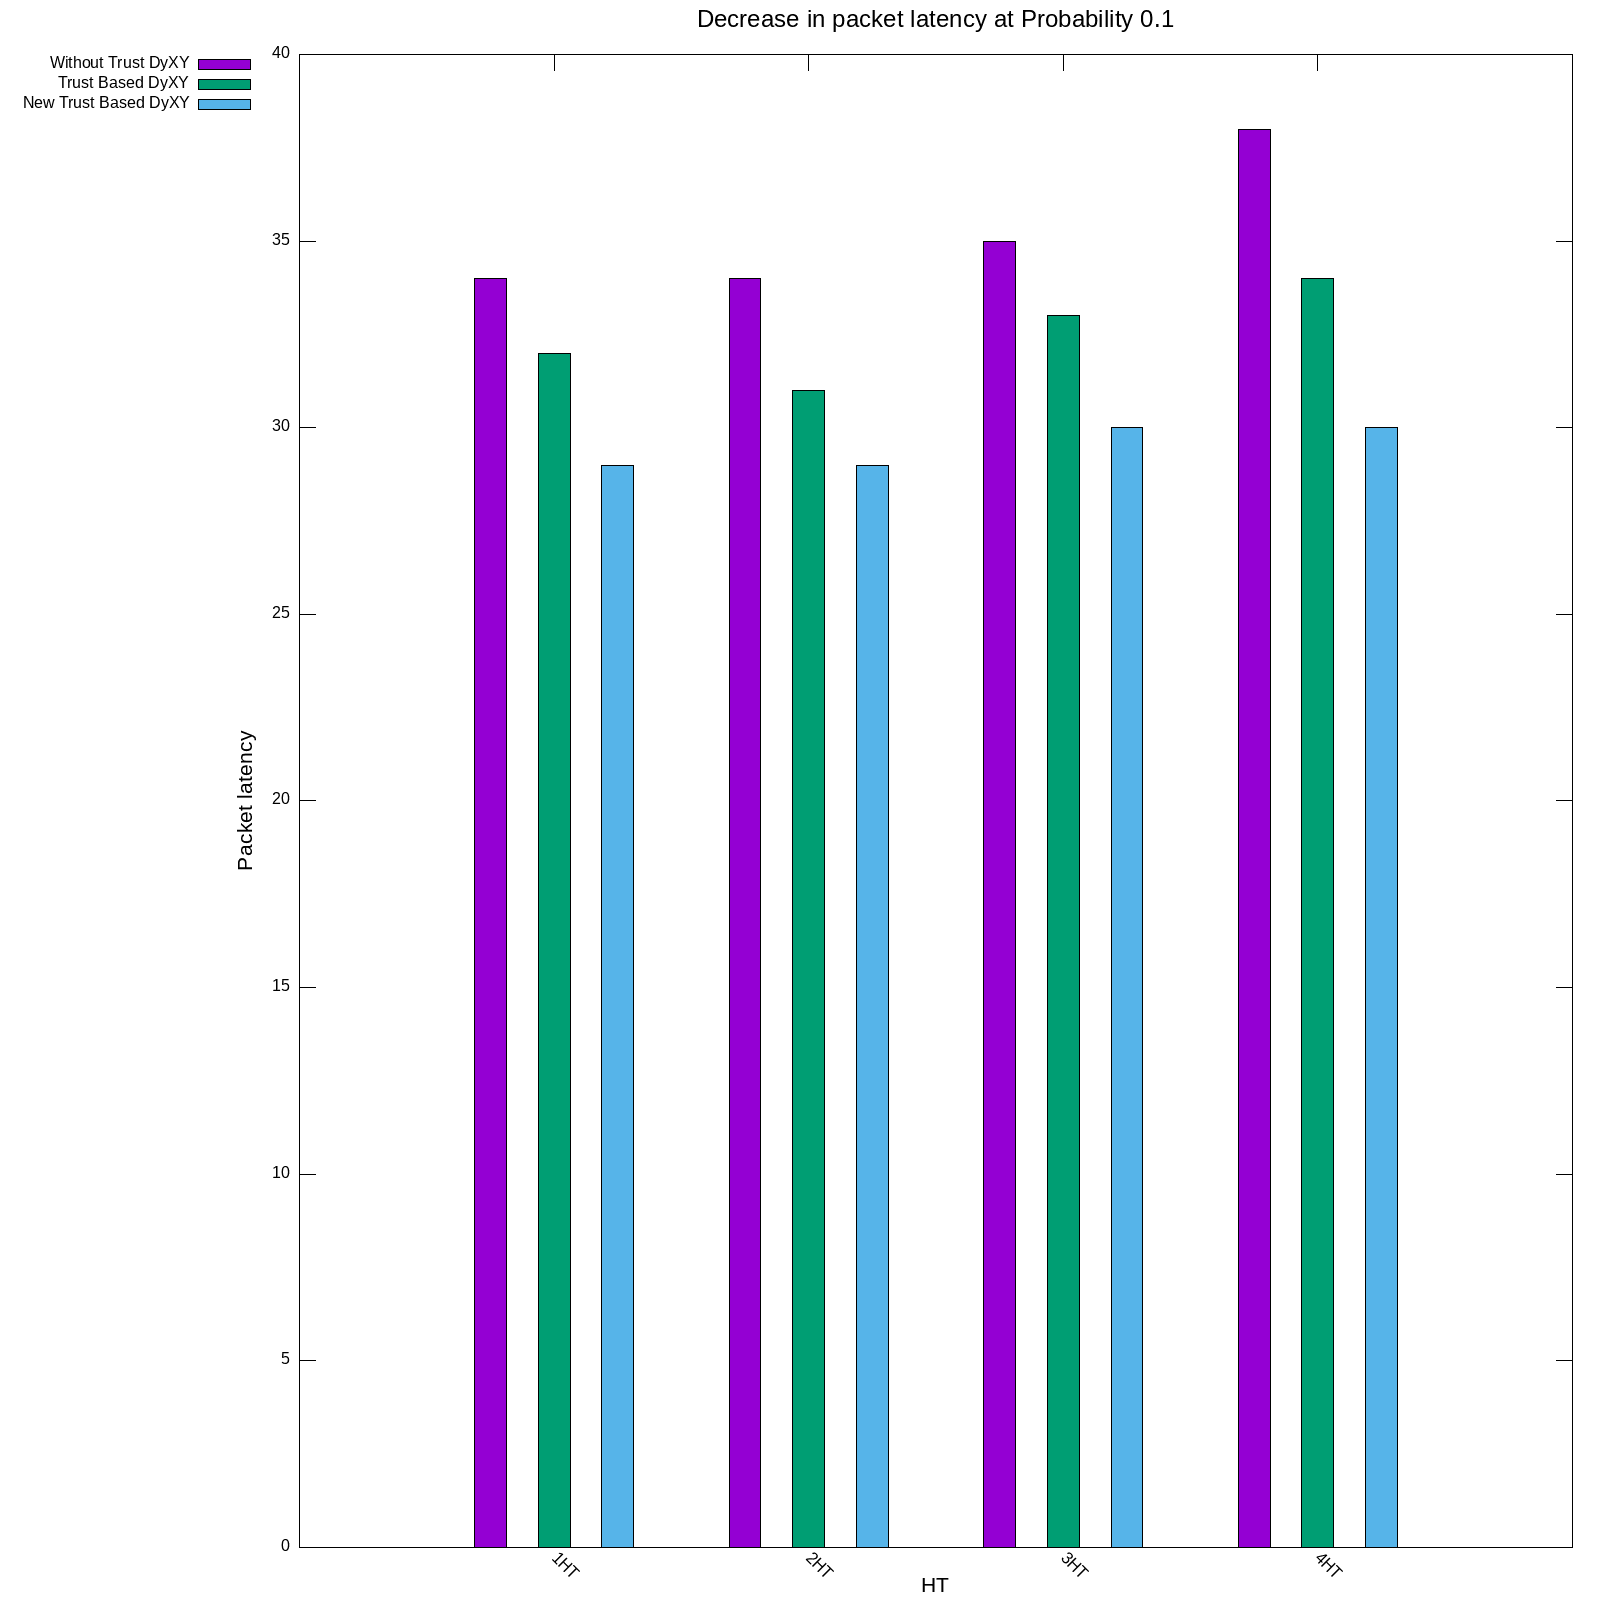 Decrease in packet latency at Probability 0.1
Without Trust DyXY
Trust Based DyXY
New Trust Based DyXY
40
35
30
25
20
15
10
5
0
Packet latency
1HT
2HT
3HT
4HT
HT